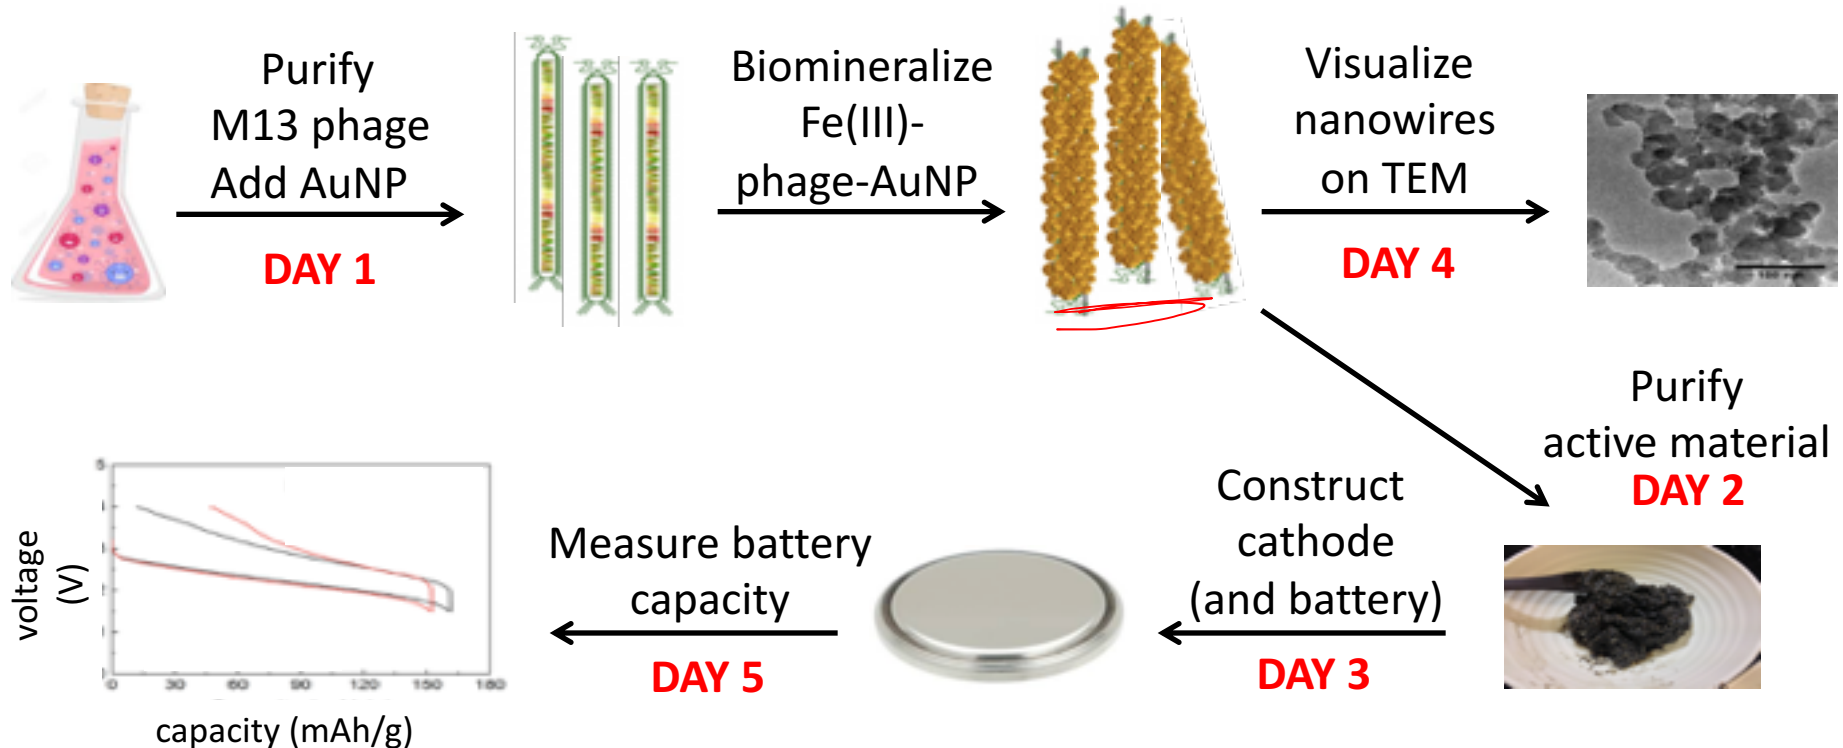 Purify
M13 phage
Add AuNP
DAY 1
Biomineralize
Fe(III)-
phage-AuNP
Visualize
nanowires
on TEM
DAY 4
100 nm
Purify
active material
DAY 2
Construct
cathode
(and battery)
DAY 3
Measure battery
capacity
DAY 5
voltage
(V)
5
0 30 60 90 120 150 180
capacity (mAh/g)